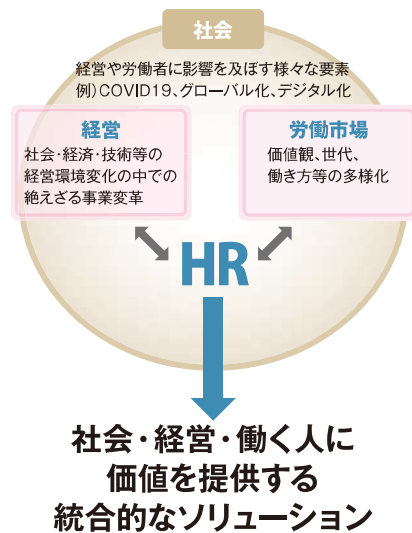 社会
経営や労働者に影響を及ぼす様々な要素
例)COVID19、グローバル化、デジタル化
経営
社会・経済・技術等の
経営環境変化の中での
絶えざる事業変革
労働市場
価値観、世代、
働き方等の多様化
HR
社会・経営・働く人に
価値を提供する
統合的なソリューション